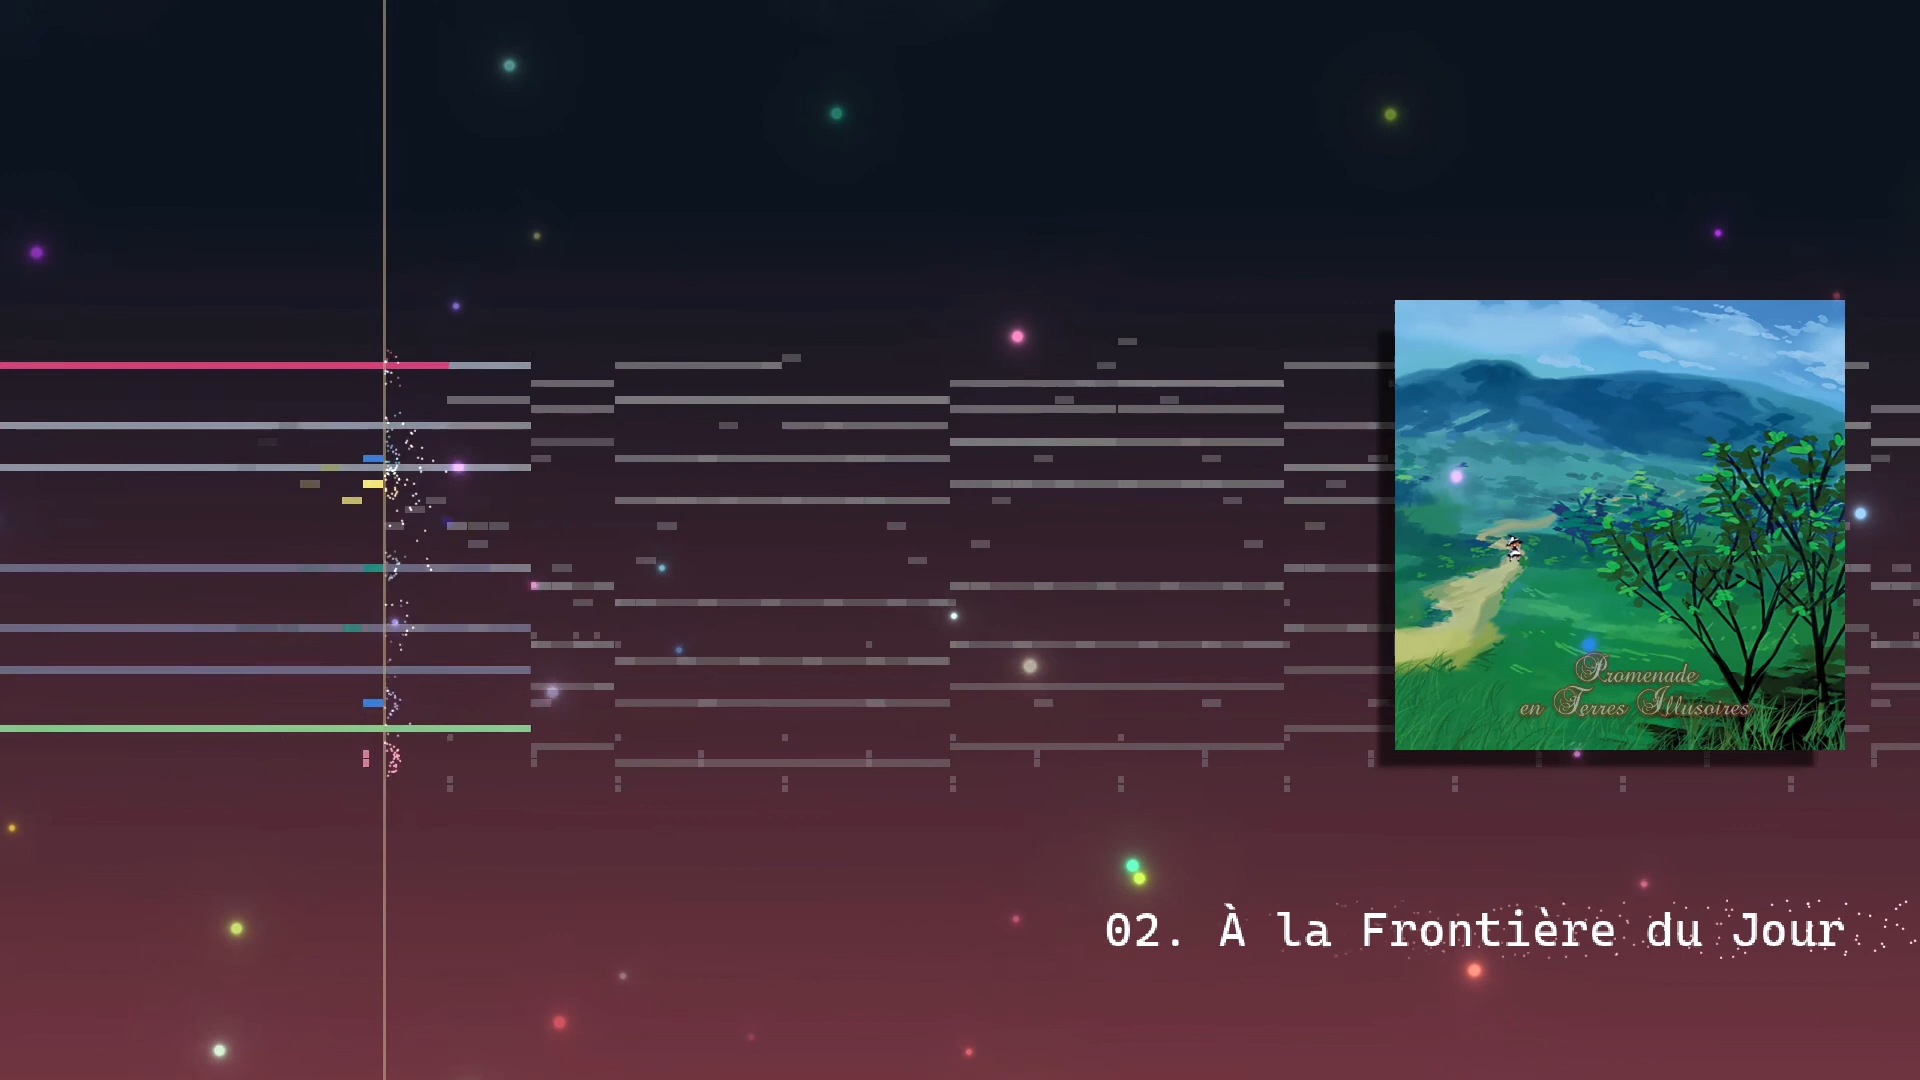 Promenade
en Terres Illusoires
02. À la Frontière du Jour